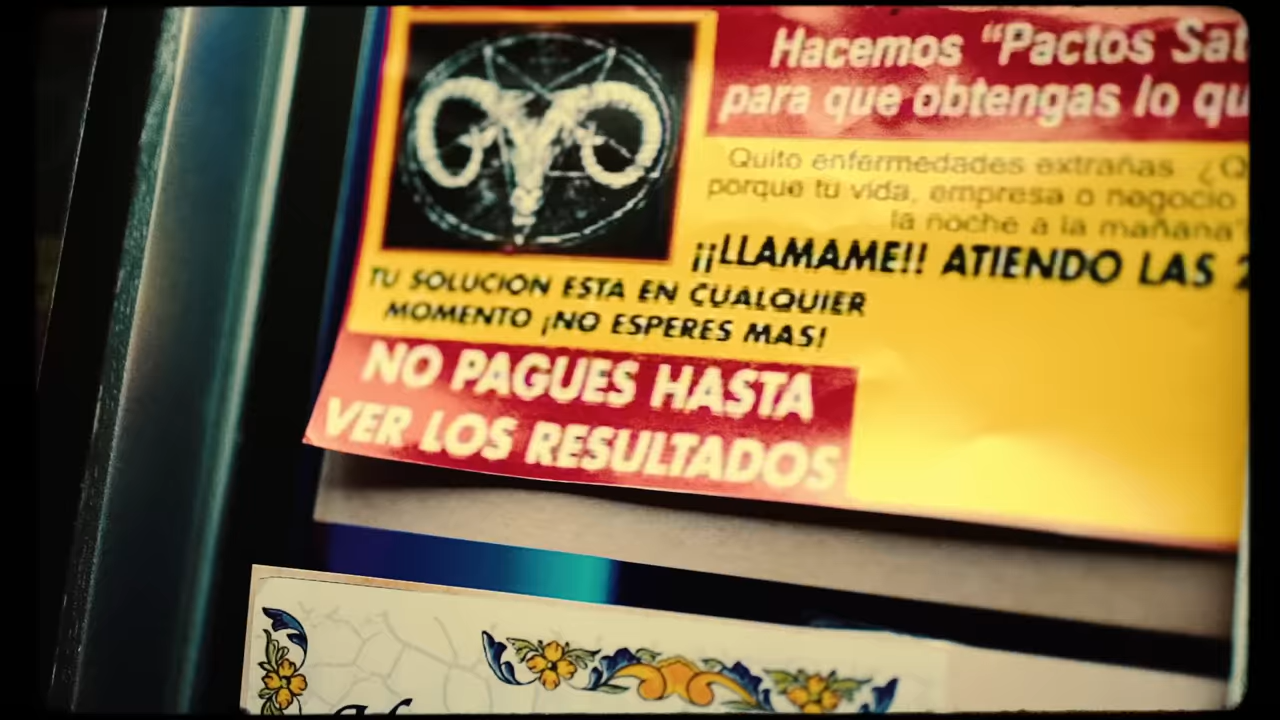 Hacemos "Pactos Sat
para que obtengas lo qu
Quito enfermedades extrañas ¿Q
porque tu vida, empresa o negocio
la noche a la mañana
¡¡LLAMAME!! ATIENDO LAS 2
TU SOLUCION ESTA EN CUALQUIER
MOMENTO ¡NO ESPERES MAS!
NO PAGUES HASTA
VER LOS RESULTADOS